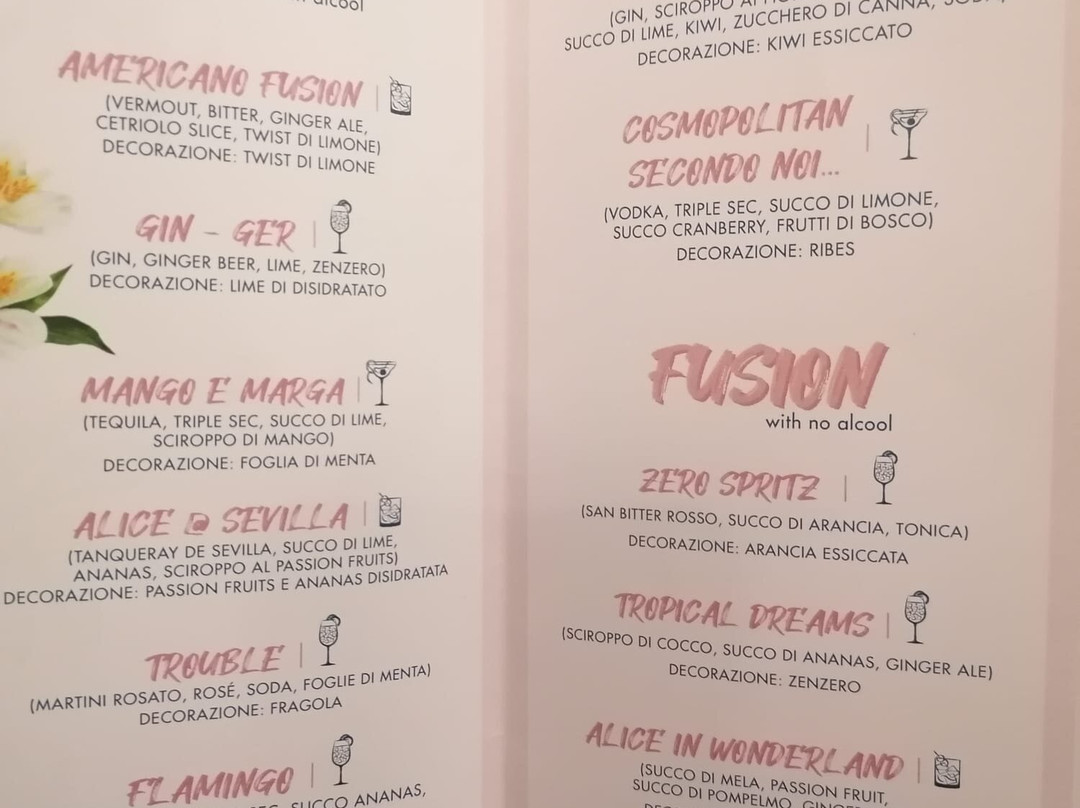 alcool
AMERICANO FUSION
(VERMOUT, BITTER, GINGER ALE,
CETRIOLO SLICE, TWIST DI LIMONE)
DECORAZIONE: TWIST DI LIMONE
GIN - GER
(GIN, GINGER BEER, LIME, ZENZERO)
DECORAZIONE: LIME DI DISIDRATATO
MANGO E MARGA
(TEQUILA, TRIPLE SEC, SUCCO DI LIME,
SCIROPPO DI MANGO)
DECORAZIONE: FOGLIA DI MENTA
ALICE @ SEVILLA
(TANQUERAY DE SEVILLA, SUCCO DI LIME,
ANANAS, SCIROPPO AL PASSION FRUITS)
DECORAZIONE: PASSION FRUITS E ANANAS DISIDRATATA
TROUBLE
(MARTINI ROSATO, ROSÉ, SODA, FOGLIE DI MENTA)
DECORAZIONE: FRAGOLA
FLAMINGO
SUCCO ANANAS,
(GIN, SCIROPPO
SUCCO DI LIME, KIWI, ZUCCHERO DI CANNA,
DECORAZIONE: KIWI ESSICCATO
COSMOPOLITAN
SECONDO NOI...
(VODKA, TRIPLE SEC, SUCCO DI LIMONE,
SUCCO CRANBERRY, FRUTTI DI BOSCO)
DECORAZIONE: RIBES
FUSION
with no alcool
ZERO SPRITZ
(SAN BITTER ROSSO, SUCCO DI ARANCIA, TONICA)
DECORAZIONE: ARANCIA ESSICCATA
TROPICAL DREAMS
(SCIROPPO DI COCCO, SUCCO DI ANANAS, GINGER ALE)
DECORAZIONE: ZENZERO
ALICE IN WONDERLAND
(SUCCO DI MELA, PASSION FRUIT,
SUCCO DI POMPELMO,